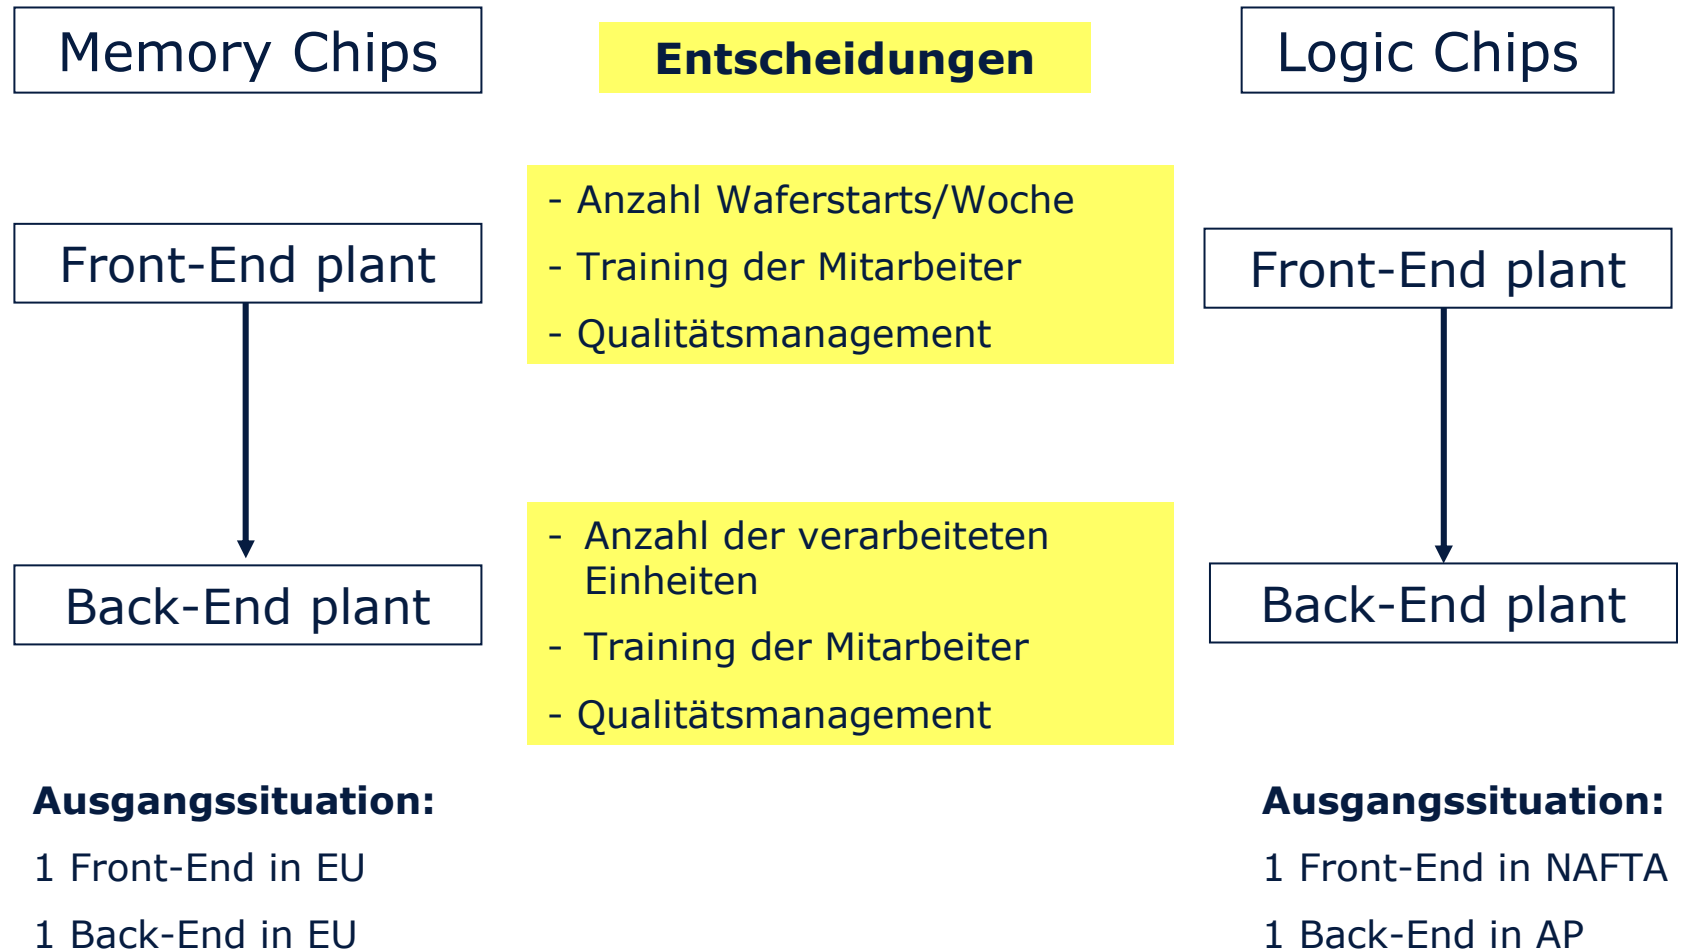 Memory Chips
Entscheidungen
Logic Chips
- Anzahl Waferstarts/Woche
- Training der Mitarbeiter
- Qualitätsmanagement
Front-End plant
Front-End plant
- Anzahl der verarbeiteten
Einheiten
- Training der Mitarbeiter
- Qualitätsmanagement
Back-End plant
Back-End plant
Ausgangssituation:
1 Front-End in EU
1 Back-End in EU
Ausgangssituation:
1 Front-End in NAFTA
1 Back-End in AP